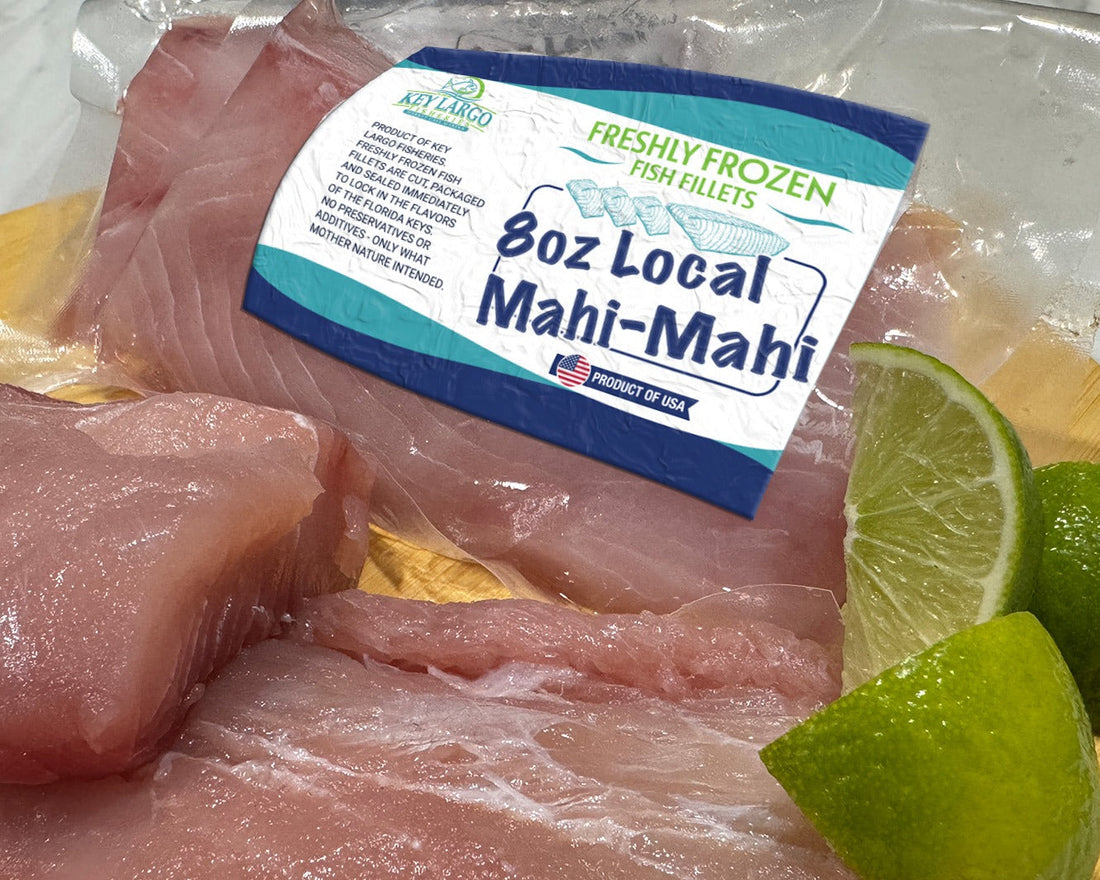 KEY LARGO
FISHERIES
PRODUCT OF KEY
LARGO FISHERIES.
FRESHLY FROZEN FISH
FILLETS ARE CUT, PACKAGED
AND SEALED IMMEDIATELY
TO LOCK IN THE FLAVORS
OF THE FLORIDA KEYS.
NO PRESERVATIVES OR
ADDITIVES - ONLY WHAT
MOTHER NATURE INTENDED.
FRESHLY FROZEN
FISH FILLETS
8oz Local
Mahi-Mahi
PRODUCT OF USA